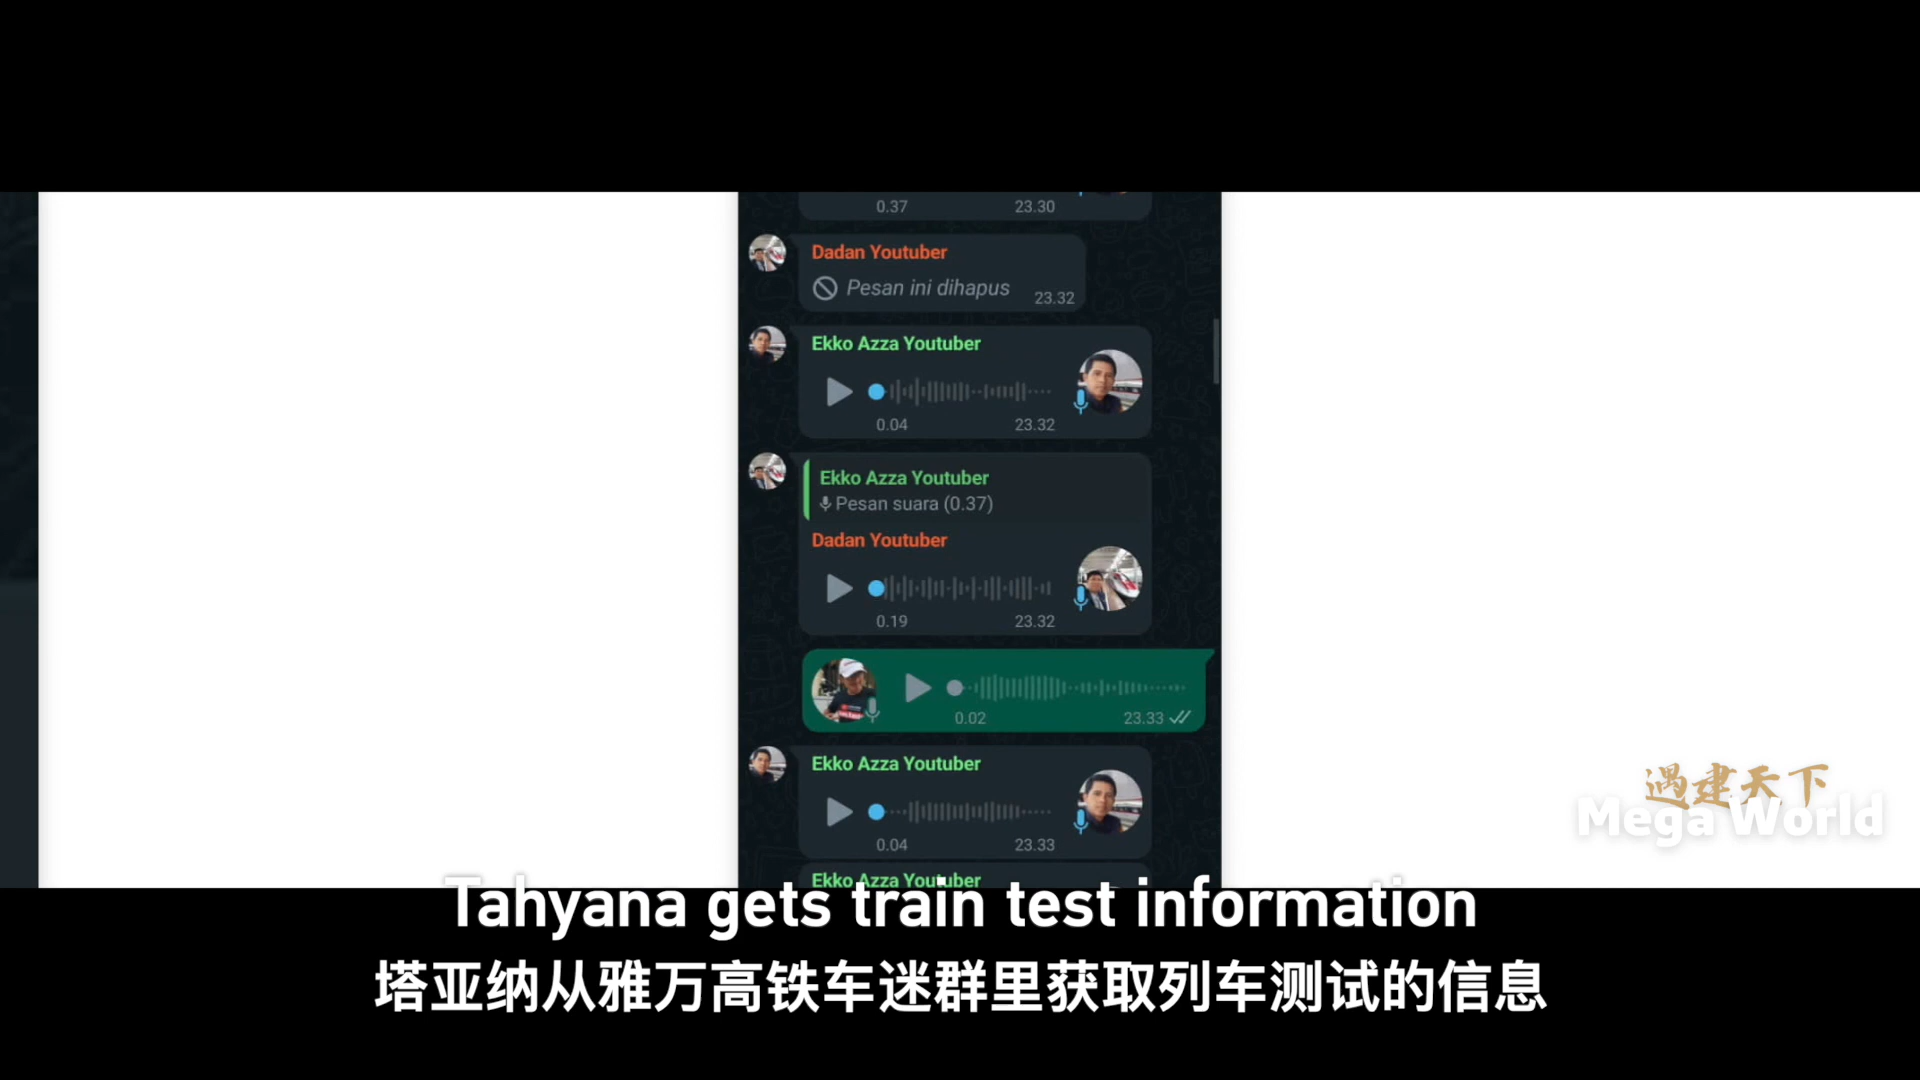 0.37 23.30
Dadan Youtuber
Pesan ini dihapus 23.32
Ekko Azza Youtuber
0.04 23.32
Ekko Azza Youtuber
Pesan suara (0.37)
Dadan Youtuber
0.19 23.32
0.02 23.33
Ekko Azza Youtuber
0.04 23.33
Ekko Azza Youtuber
遇建天下
Mega World
Tahyana gets train test information
塔亚纳从雅万高铁车迷群里获取列车测试的信息